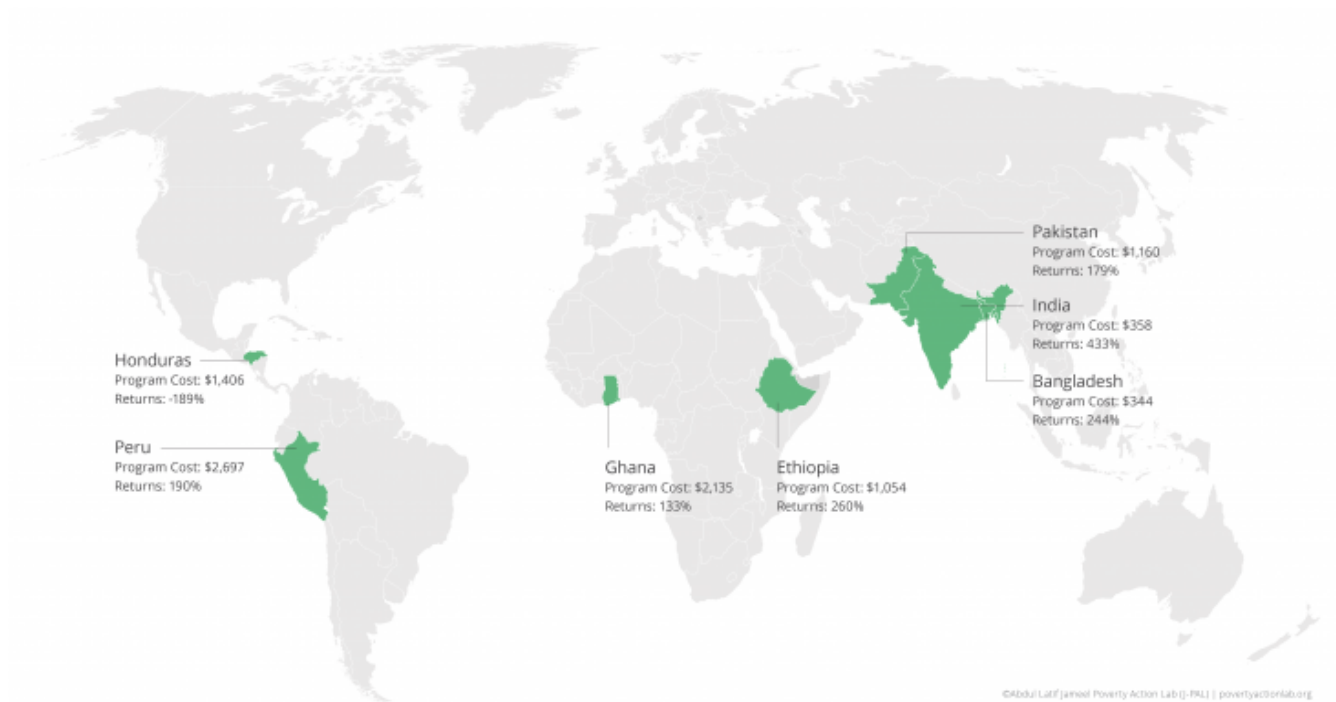 Pakistan
Program Cost: $1,160
Returns: 179%
India
Program Cost: $358
Returns: 433%
Bangladesh
Program Cost: $344
Returns: 244%
Honduras
Program Cost: $1,406
Returns: -189%
Peru
Program Cost: $2,697
Returns: 190%
Ghana
Program Cost: $2,135
Returns: 133%
Ethiopia
Program Cost: $1,054
Returns: 260%
©Abdul Latif Jameel Poverty Action Lab (J-PAL) | povertyactionlab.org